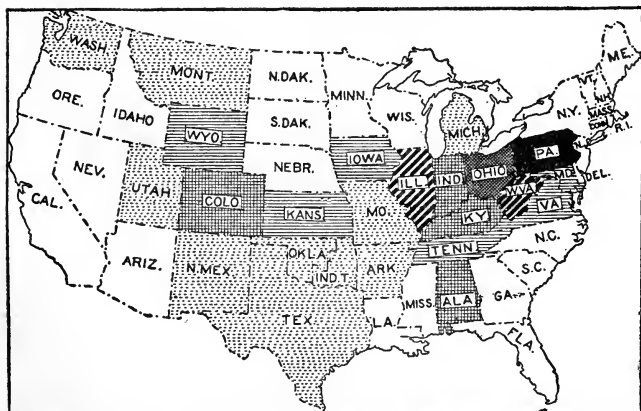 WASH.
MONT.
N.DAK.
MINN.
ME.
VT.
N.H.
MASS.
CON.
R.I.
N.Y.
ORE.
IDAHO
WYO
S.DAK.
WIS.
MICH.
PA.
N.J.
NEV.
UTAH
COLO
NEBR.
IOWA
ILL.
IND.
OHIO
W.VA.
MD.
DEL.
VA.
CAL.
KANS
MO.
KY.
ARIZ.
N.MEX.
OKLA.
IND.T.
ARK.
TENN.
N.C.
S.C.
TEX.
LA.
MISS.
ALA
GA.
FLA.